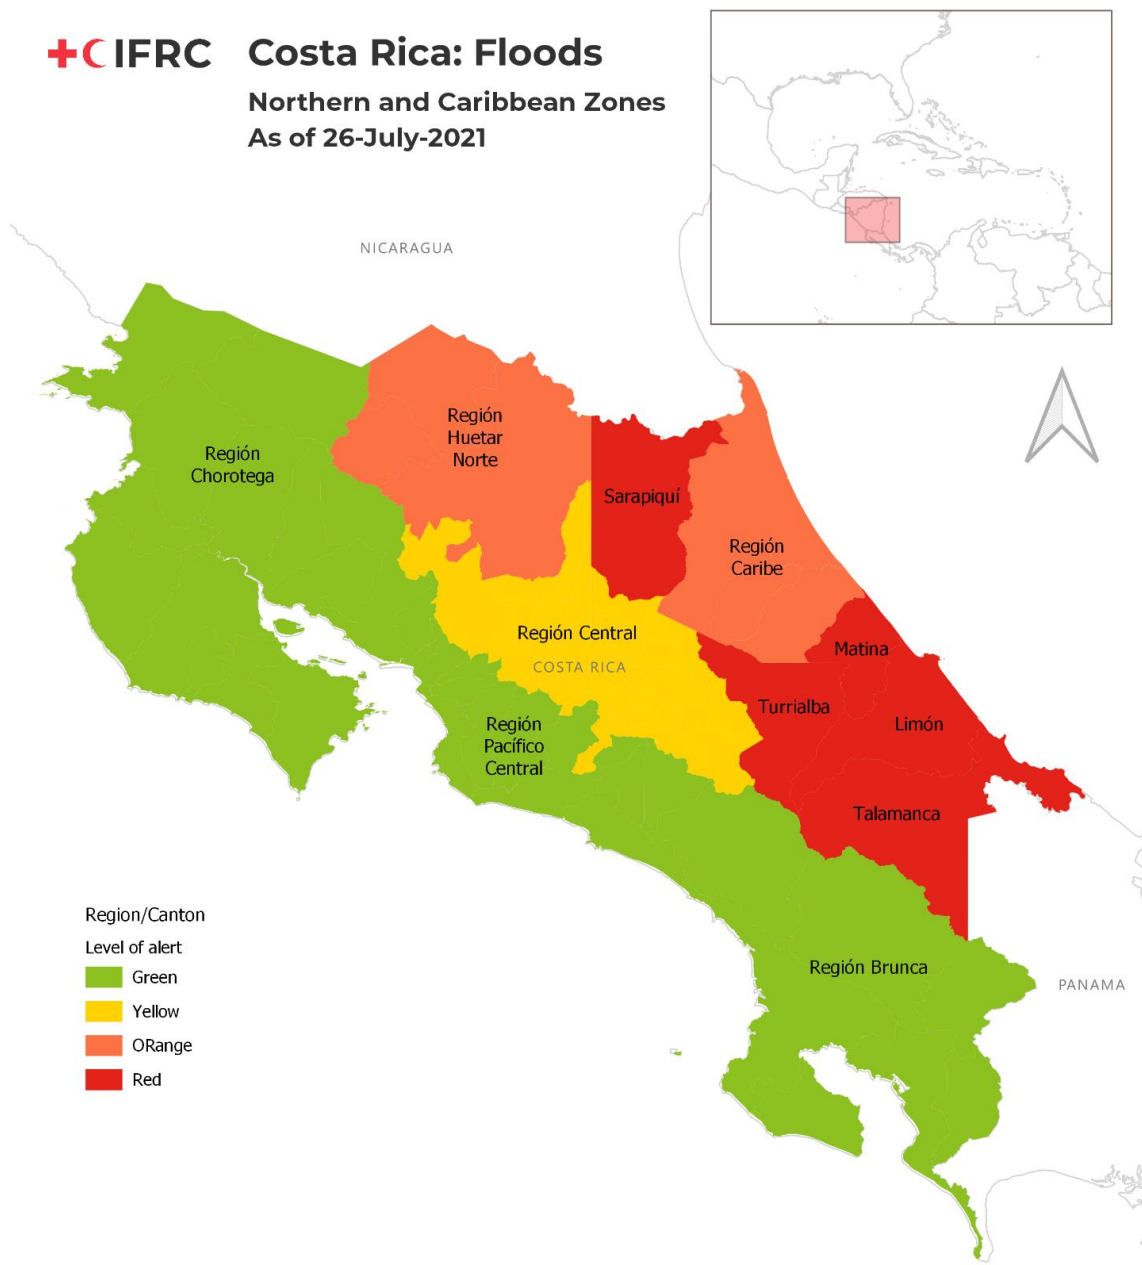 IFRC
Costa Rica: Floods
Northern and Caribbean Zones
As of 26-July-2021
NICARAGUA
Región
Huetar
Norte
Región
Chorotega
Sarapiquí
Región
Caribe
Región Central
COSTA RICA
Matina
Turrialba
Limón
Región
Pacífico
Central
Talamanca
Región Brunca
PANAMA
Region/Canton
Level of alert
Green
Yellow
ORange
Red